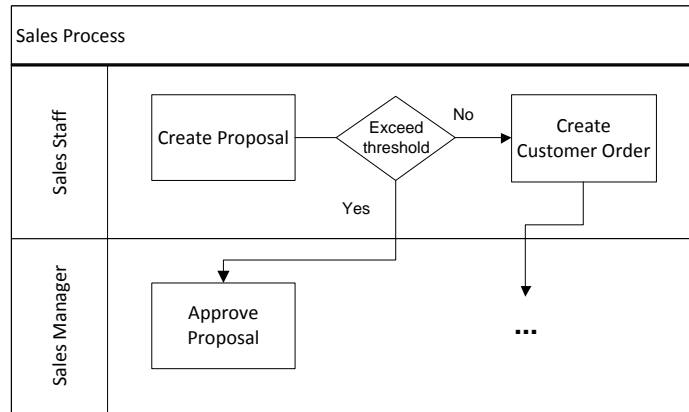 Sales Process
Sales Staff
Create Proposal
Exceed
threshold
No
Create
Customer Order
Yes
Sales Manager
Approve
Proposal
...